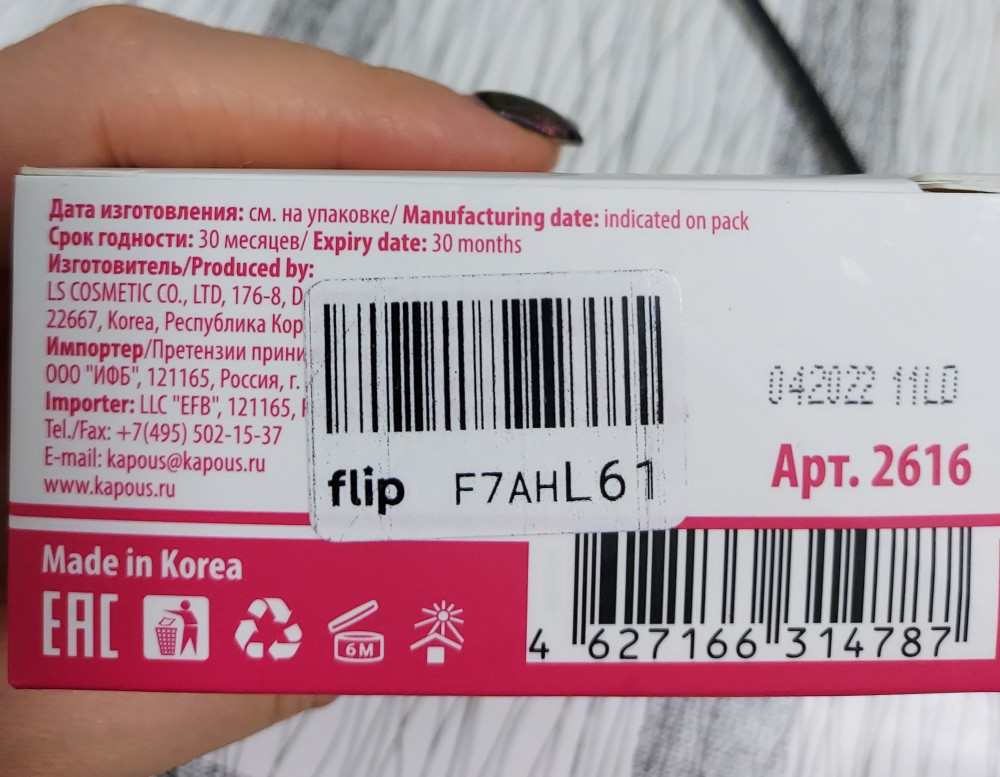 Дата изготовления: см. на упаковке/ Manufacturing date: indicated on pack
Срок годности: 30 месяцев/ Expiry date: 30 months
Изготовитель/Produced by:
LS COSMETIC CO., LTD, 176-8,
22667, Korea, Республика
Импортер/Претензии
ООО "ИФБ", 121165, Россия, г.
Importer: LLC "EFB", 121165,
Tel./Fax: +7(495) 502-15-37
E-mail: kapous@kapous.ru
www.kapous.ru
flip F7AHL61
042022 11LD
Арт. 2616
Made in Korea
EAC
6M
4 627166 314787